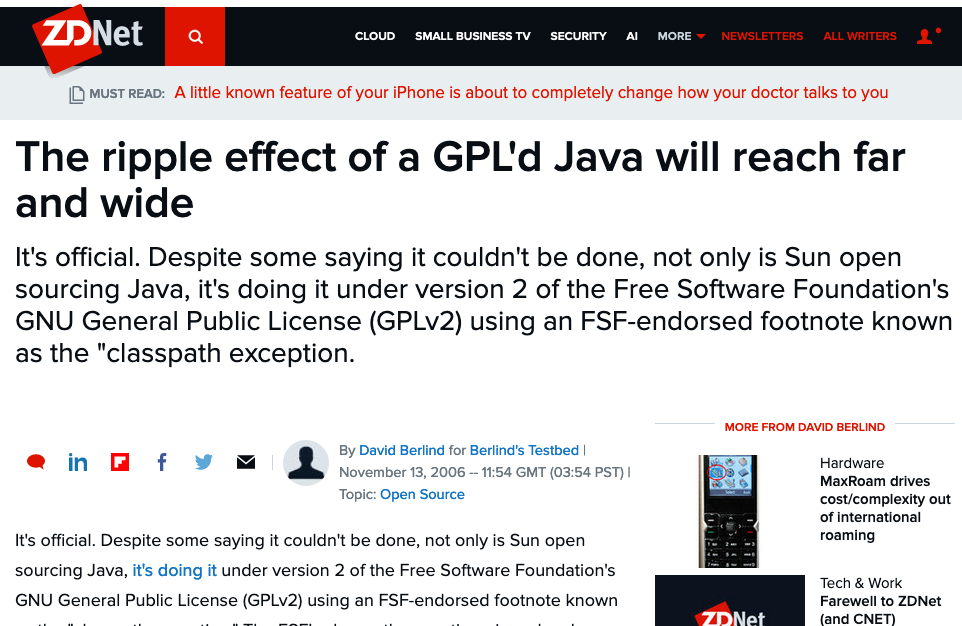 ZDNet
CLOUD SMALL BUSINESS TV SECURITY AI MORE NEWSLETTERS ALL WRITERS
MUST READ: A little known feature of your iPhone is about to completely change how your doctor talks to you
The ripple effect of a GPL'd Java will reach far
and wide
It's official. Despite some saying it couldn't be done, not only is Sun open
sourcing Java, it's doing it under version 2 of the Free Software Foundation's
GNU General Public License (GPLv2) using an FSF-endorsed footnote known
as the "classpath exception.
By David Berlind for Berlind's Testbed |
November 13, 2006 -- 11:54 GMT (03:54 PST) |
Topic: Open Source
It's official. Despite some saying it couldn't be done, not only is Sun open
sourcing Java, it's doing it under version 2 of the Free Software Foundation's
GNU General Public License (GPLv2) using an FSF-endorsed footnote known
MORE FROM DAVID BERLIND
Hardware
MaxRoam drives
cost/complexity out
of international
roaming
ZDNet
Tech & Work
Farewell to ZDNet
(and CNET)